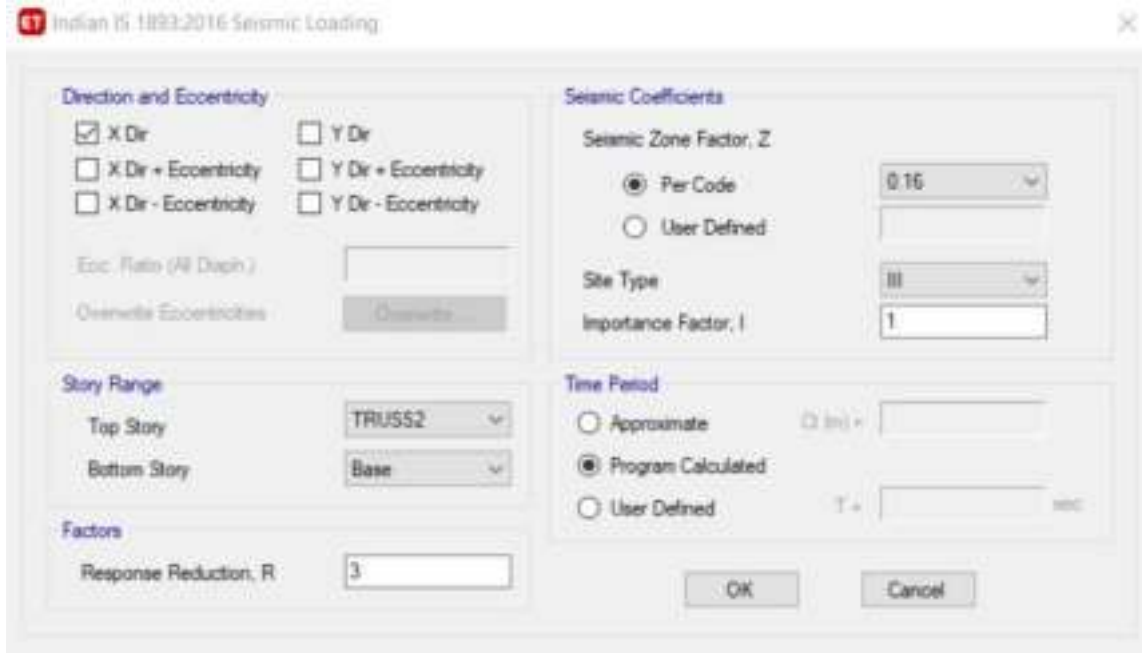 ET Indian IS 1893:2016 Seismic Loading
Direction and Eccentricity
X Dir Y Dir
X Dir + Eccentricity Y Dir + Eccentricity
X Dir - Eccentricity Y Dir - Eccentricity
Ecc. Ratio (All Diaph.)
Overwrite Eccentricities Overwrite...
Story Range
Top Story TRUSS2
Bottom Story Base
Factors
Response Reduction, R 3
Seismic Coefficients
Seismic Zone Factor, Z
Per Code 0.16
User Defined
Site Type III
Importance Factor, I 1
Time Period
Approximate Ct (m) =
Program Calculated
User Defined T = sec
OK Cancel